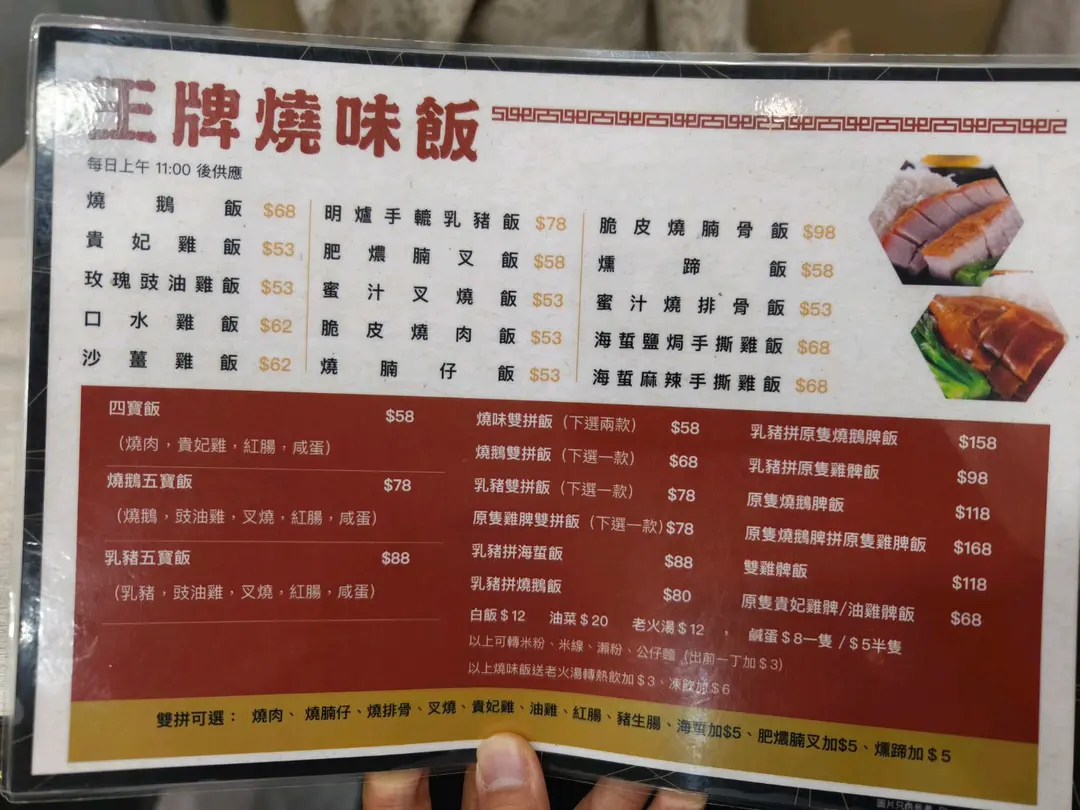 王牌燒味飯
每日上午 11:00 後供應
燒鵝飯 $68
貴妃雞飯 $53
玫瑰豉油雞飯 $53
口水雞飯 $62
沙薑雞飯 $62
明爐手轆乳豬飯 $78
肥燶腩叉飯 $58
蜜汁叉燒飯 $53
脆皮燒肉飯 $53
燒腩仔飯 $53
脆皮燒腩骨飯 $98
燻蹄飯 $58
蜜汁燒排骨飯 $53
海蜇鹽焗手撕雞飯 $68
海蜇麻辣手撕雞飯 $68
四寶飯 $58
（燒肉，貴妃雞，紅腸，咸蛋）
燒鵝五寶飯 $78
（燒鵝，豉油雞，叉燒，紅腸，咸蛋）
乳豬五寶飯 $88
（乳豬，豉油雞，叉燒，紅腸，咸蛋）
燒味雙拼飯（下選兩款） $58
燒鵝雙拼飯（下選一款） $68
乳豬雙拼飯（下選一款） $78
原隻雞脾雙拼飯（下選一款）$78
乳豬拼海蜇飯 $88
乳豬拼燒鵝飯 $80
乳豬拼原隻燒鵝脾飯 $158
乳豬拼原隻雞髀飯 $98
原隻燒鵝脾飯 $118
原隻燒鵝脾拼原隻雞脾飯 $168
雙雞髀飯 $118
原隻貴妃雞髀/油雞髀飯 $68
白飯$12 油菜$20 老火湯$12 ， 鹹蛋$8一隻 / $5半隻
以上可轉米粉、米線、瀨粉、公仔麵（出前一丁加$3）
以上燒味飯送老火湯轉熱飲加$3、凍飲加$6
雙拼可選： 燒肉、燒腩仔、燒排骨、叉燒、貴妃雞、油雞、紅腸、豬生腸、海蜇加$5、肥燶腩叉加$5、燻蹄加$5